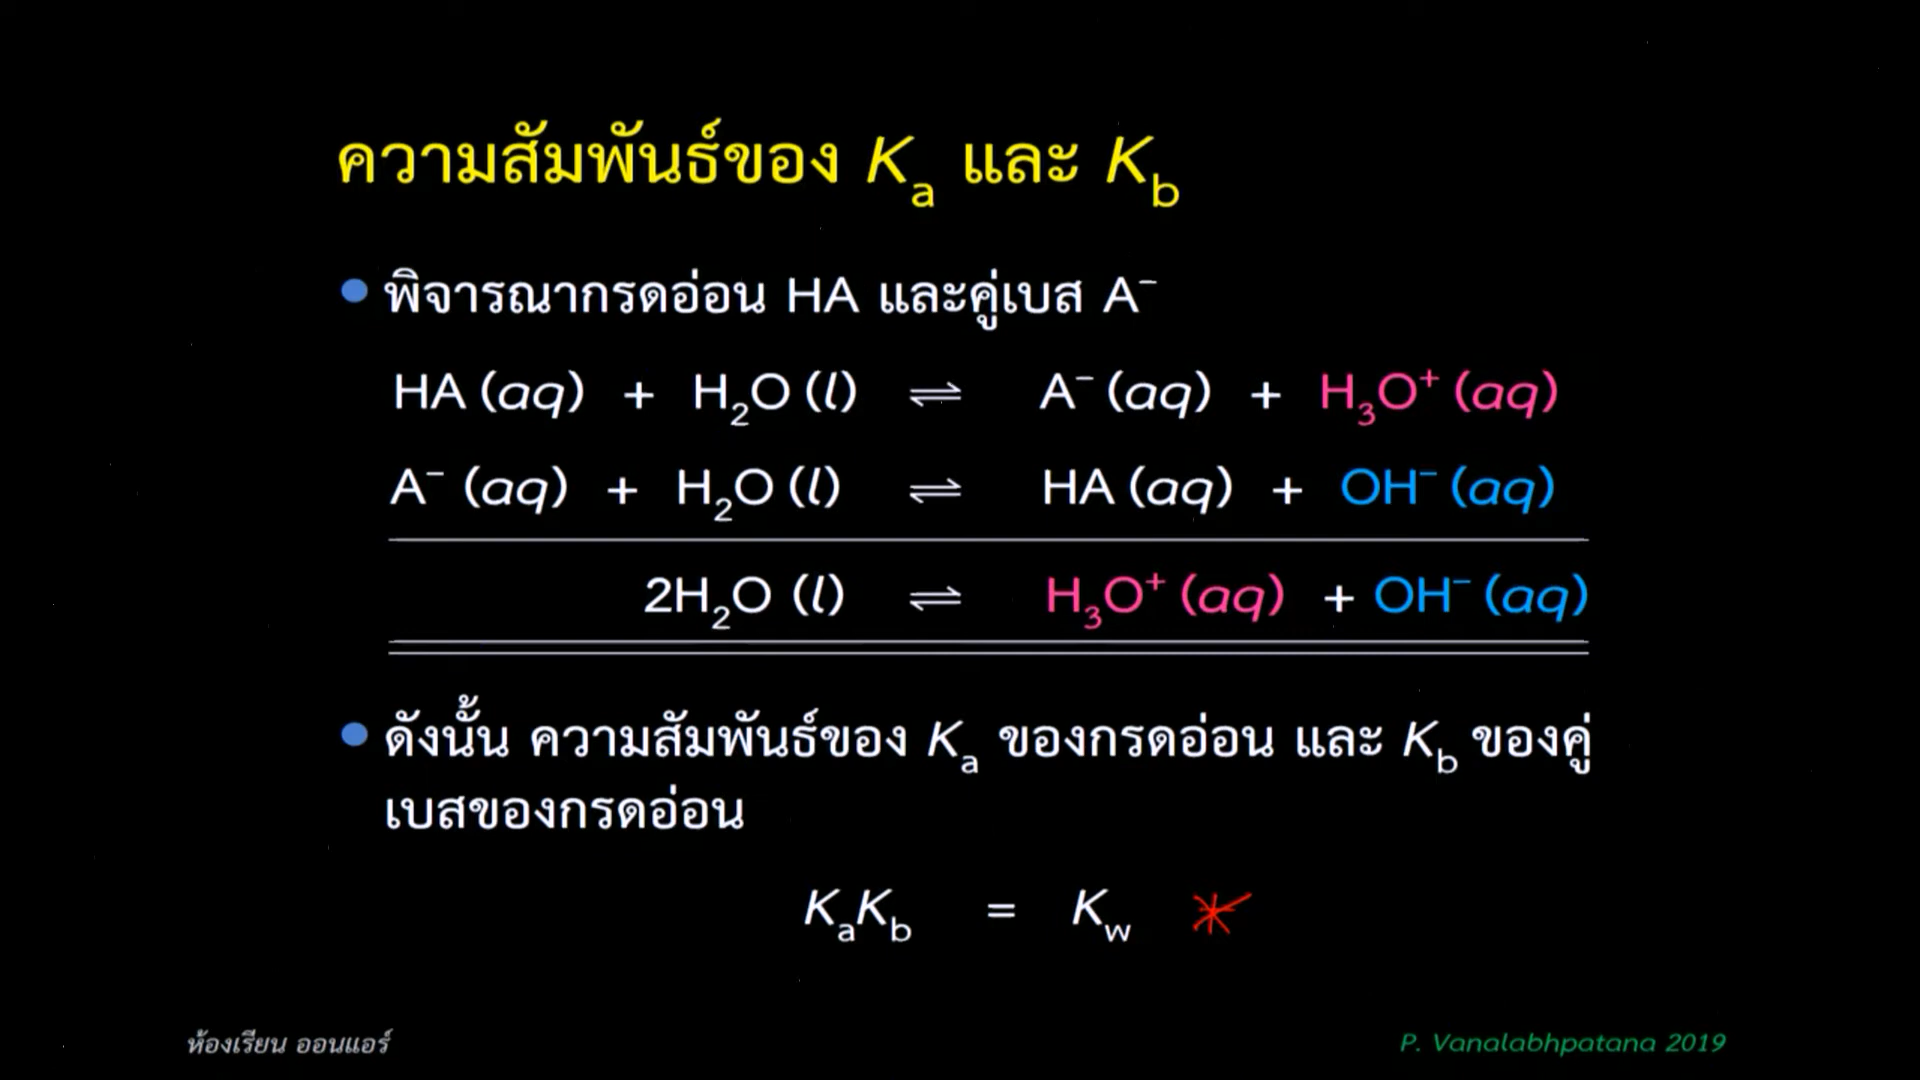 ความสัมพันธ์ของ Kₐ และ K_b
พิจารณากรดอ่อน HA และคู่เบส A⁻
HA (aq) + H₂O (l) ⇌ A⁻ (aq) + H₃O⁺ (aq)
A⁻ (aq) + H₂O (l) ⇌ HA (aq) + OH⁻ (aq)
2H₂O (l) ⇌ H₃O⁺ (aq) + OH⁻ (aq)
ดังนั้น ความสัมพันธ์ของ Kₐ ของกรดอ่อน และ K_b ของคู่
เบสของกรดอ่อน
KₐK_b = K_w
ห้องเรียน ออนแอร์
P. Vanalabhpatana 2019